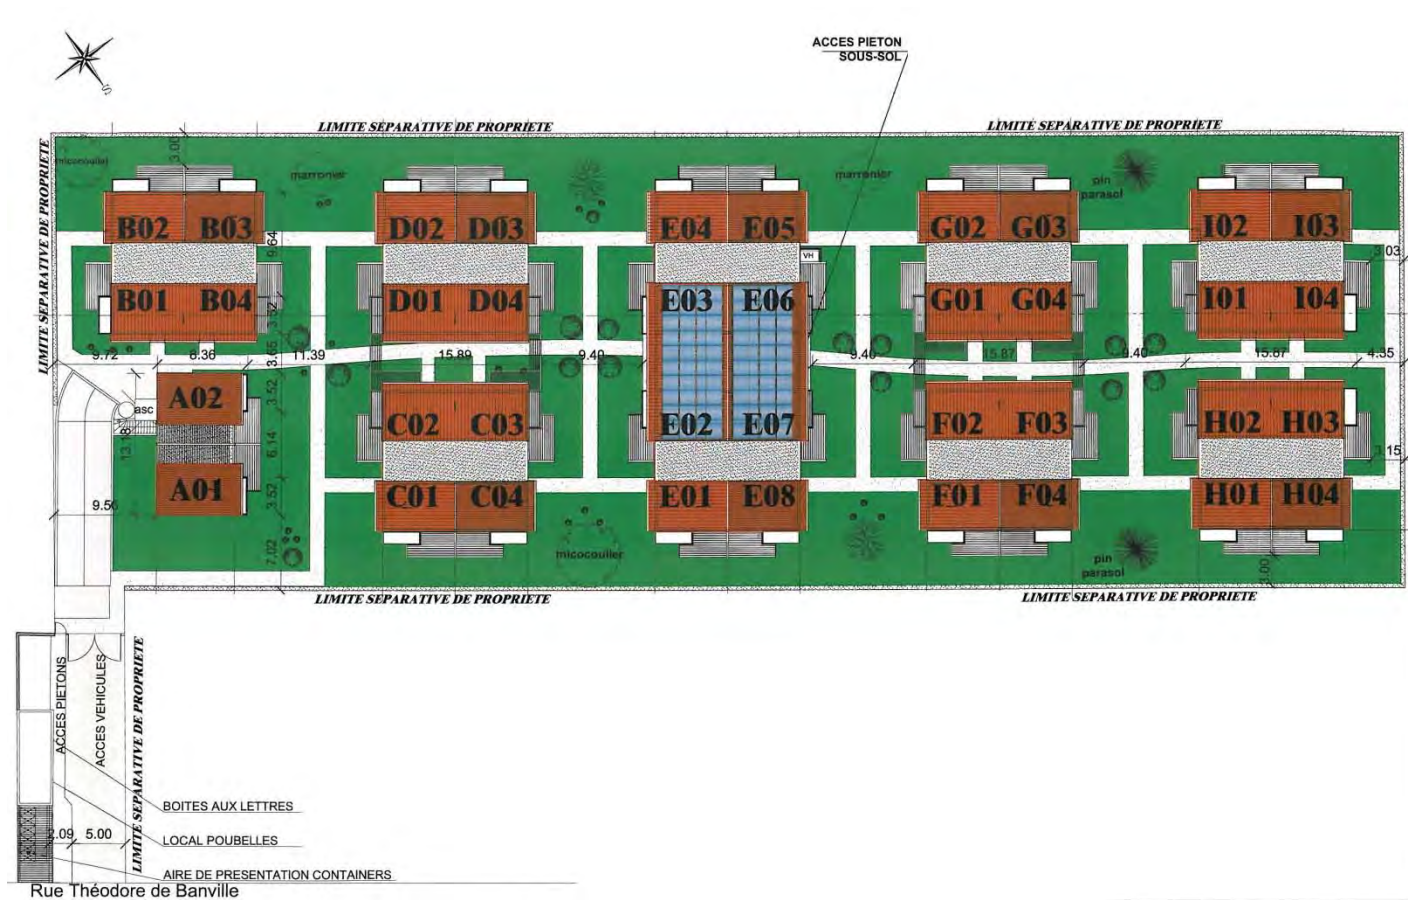 S
ACCES PIETON
SOUS-SOL
LIMITE SEPARATIVE DE PROPRIETE
LIMITE SEPARATIVE DE PROPRIETE
LIMITE SEPARATIVE DE PROPRIETE
LIMITE SEPARATIVE DE PROPRIETE
micocoulier
3.00
marronier
marronier
pin
parasol
B02 B03 D02 D03 E04 E05 G02 G03 I02 I03
9.64
VH
3.03
B01 B04 D01 D04 E03 E06 G01 G04 I01 I04
3.52
3.65
9.72 6.36 11.39 15.89 9.40 9.40 15.87 9.40 15.87 4.35
A02
asc
3.52
13.18
C02 C03 E02 E07 F02 F03 H02 H03
6.14
3.15
A01
3.52
9.56
C01 C04 E01 E08 F01 F04 H01 H04
7.02
micocoulier
pin
parasol
3.00
LIMITE SEPARATIVE DE PROPRIETE
LIMITE SEPARATIVE DE PROPRIETE
ACCES PIETONS
ACCES VEHICULES
LIMITE SEPARATIVE DE PROPRIETE
BOITES AUX LETTRES
2.09 5.00
LOCAL POUBELLES
AIRE DE PRESENTATION CONTAINERS
Rue Théodore de Banville